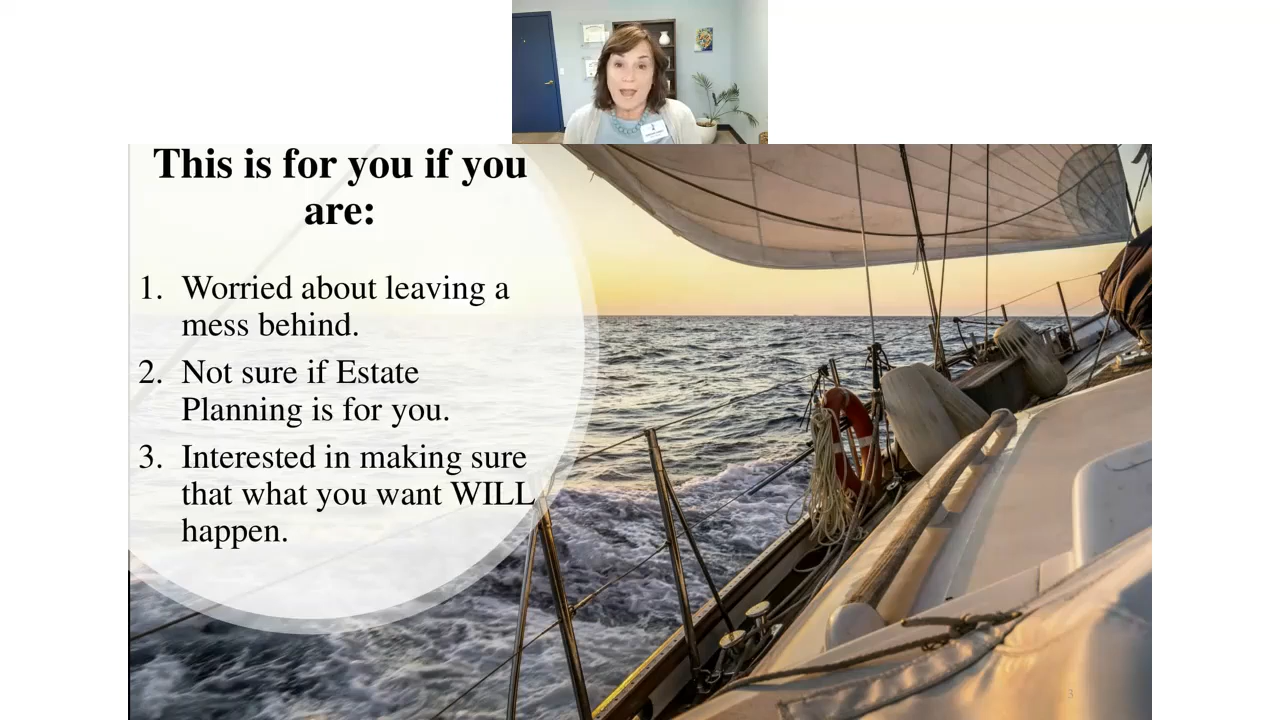 This is for you if you
are:
1. Worried about leaving a
mess behind.
2. Not sure if Estate
Planning is for you.
3. Interested in making sure
that what you want WILL
happen.
3